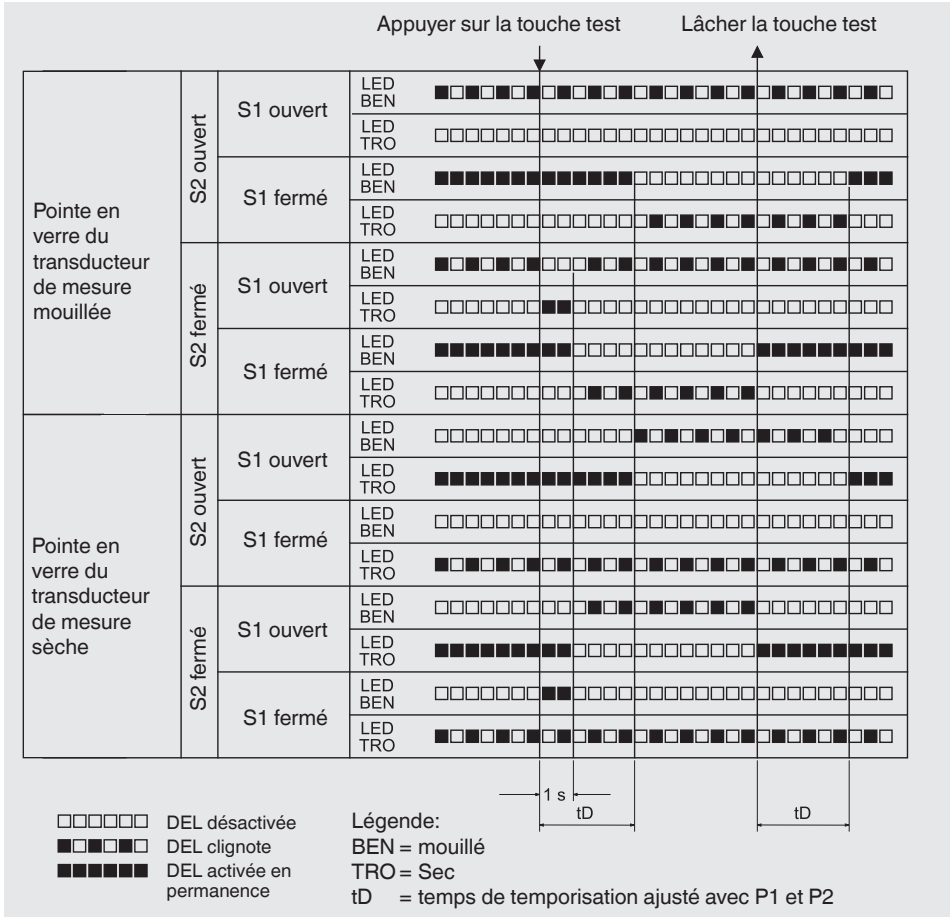 Appuyer sur la touche test
Lâcher la touche test
Pointe en
verre du
transducteur
de mesure
mouillée
S2 ouvert
S1 ouvert
LED
BEN
LED
TRO
S1 fermé
LED
BEN
LED
TRO
S2 fermé
S1 ouvert
LED
BEN
LED
TRO
S1 fermé
LED
BEN
LED
TRO
Pointe en
verre du
transducteur
de mesure
sèche
S2 ouvert
S1 ouvert
LED
BEN
LED
TRO
S1 fermé
LED
BEN
LED
TRO
S2 fermé
S1 ouvert
LED
BEN
LED
TRO
S1 fermé
LED
BEN
LED
TRO
1 s
tD
tD
DEL désactivée
DEL clignote
DEL activée en
permanence
Légende:
BEN = mouillé
TRO = Sec
tD = temps de temporisation ajusté avec P1 et P2